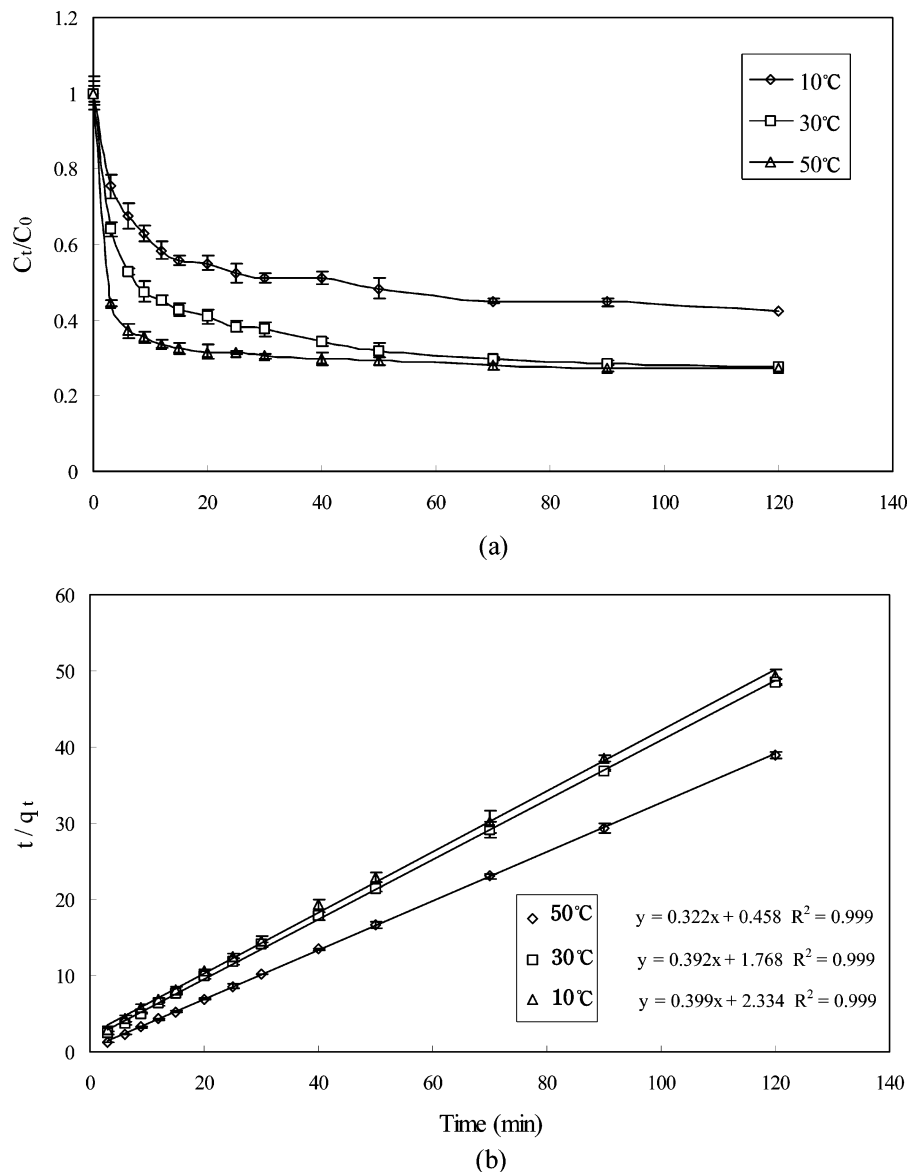 1.2
1
0.8
0.6
0.4
0.2
0
Ct/C0
10℃
30℃
50℃
0 20 40 60 80 100 120 140
(a)
60
50
40
30
20
10
0
t / qt
50℃ y = 0.322x + 0.458 R² = 0.999
30℃ y = 0.392x + 1.768 R² = 0.999
10℃ y = 0.399x + 2.334 R² = 0.999
0 20 40 60 80 100 120 140
Time (min)
(b)